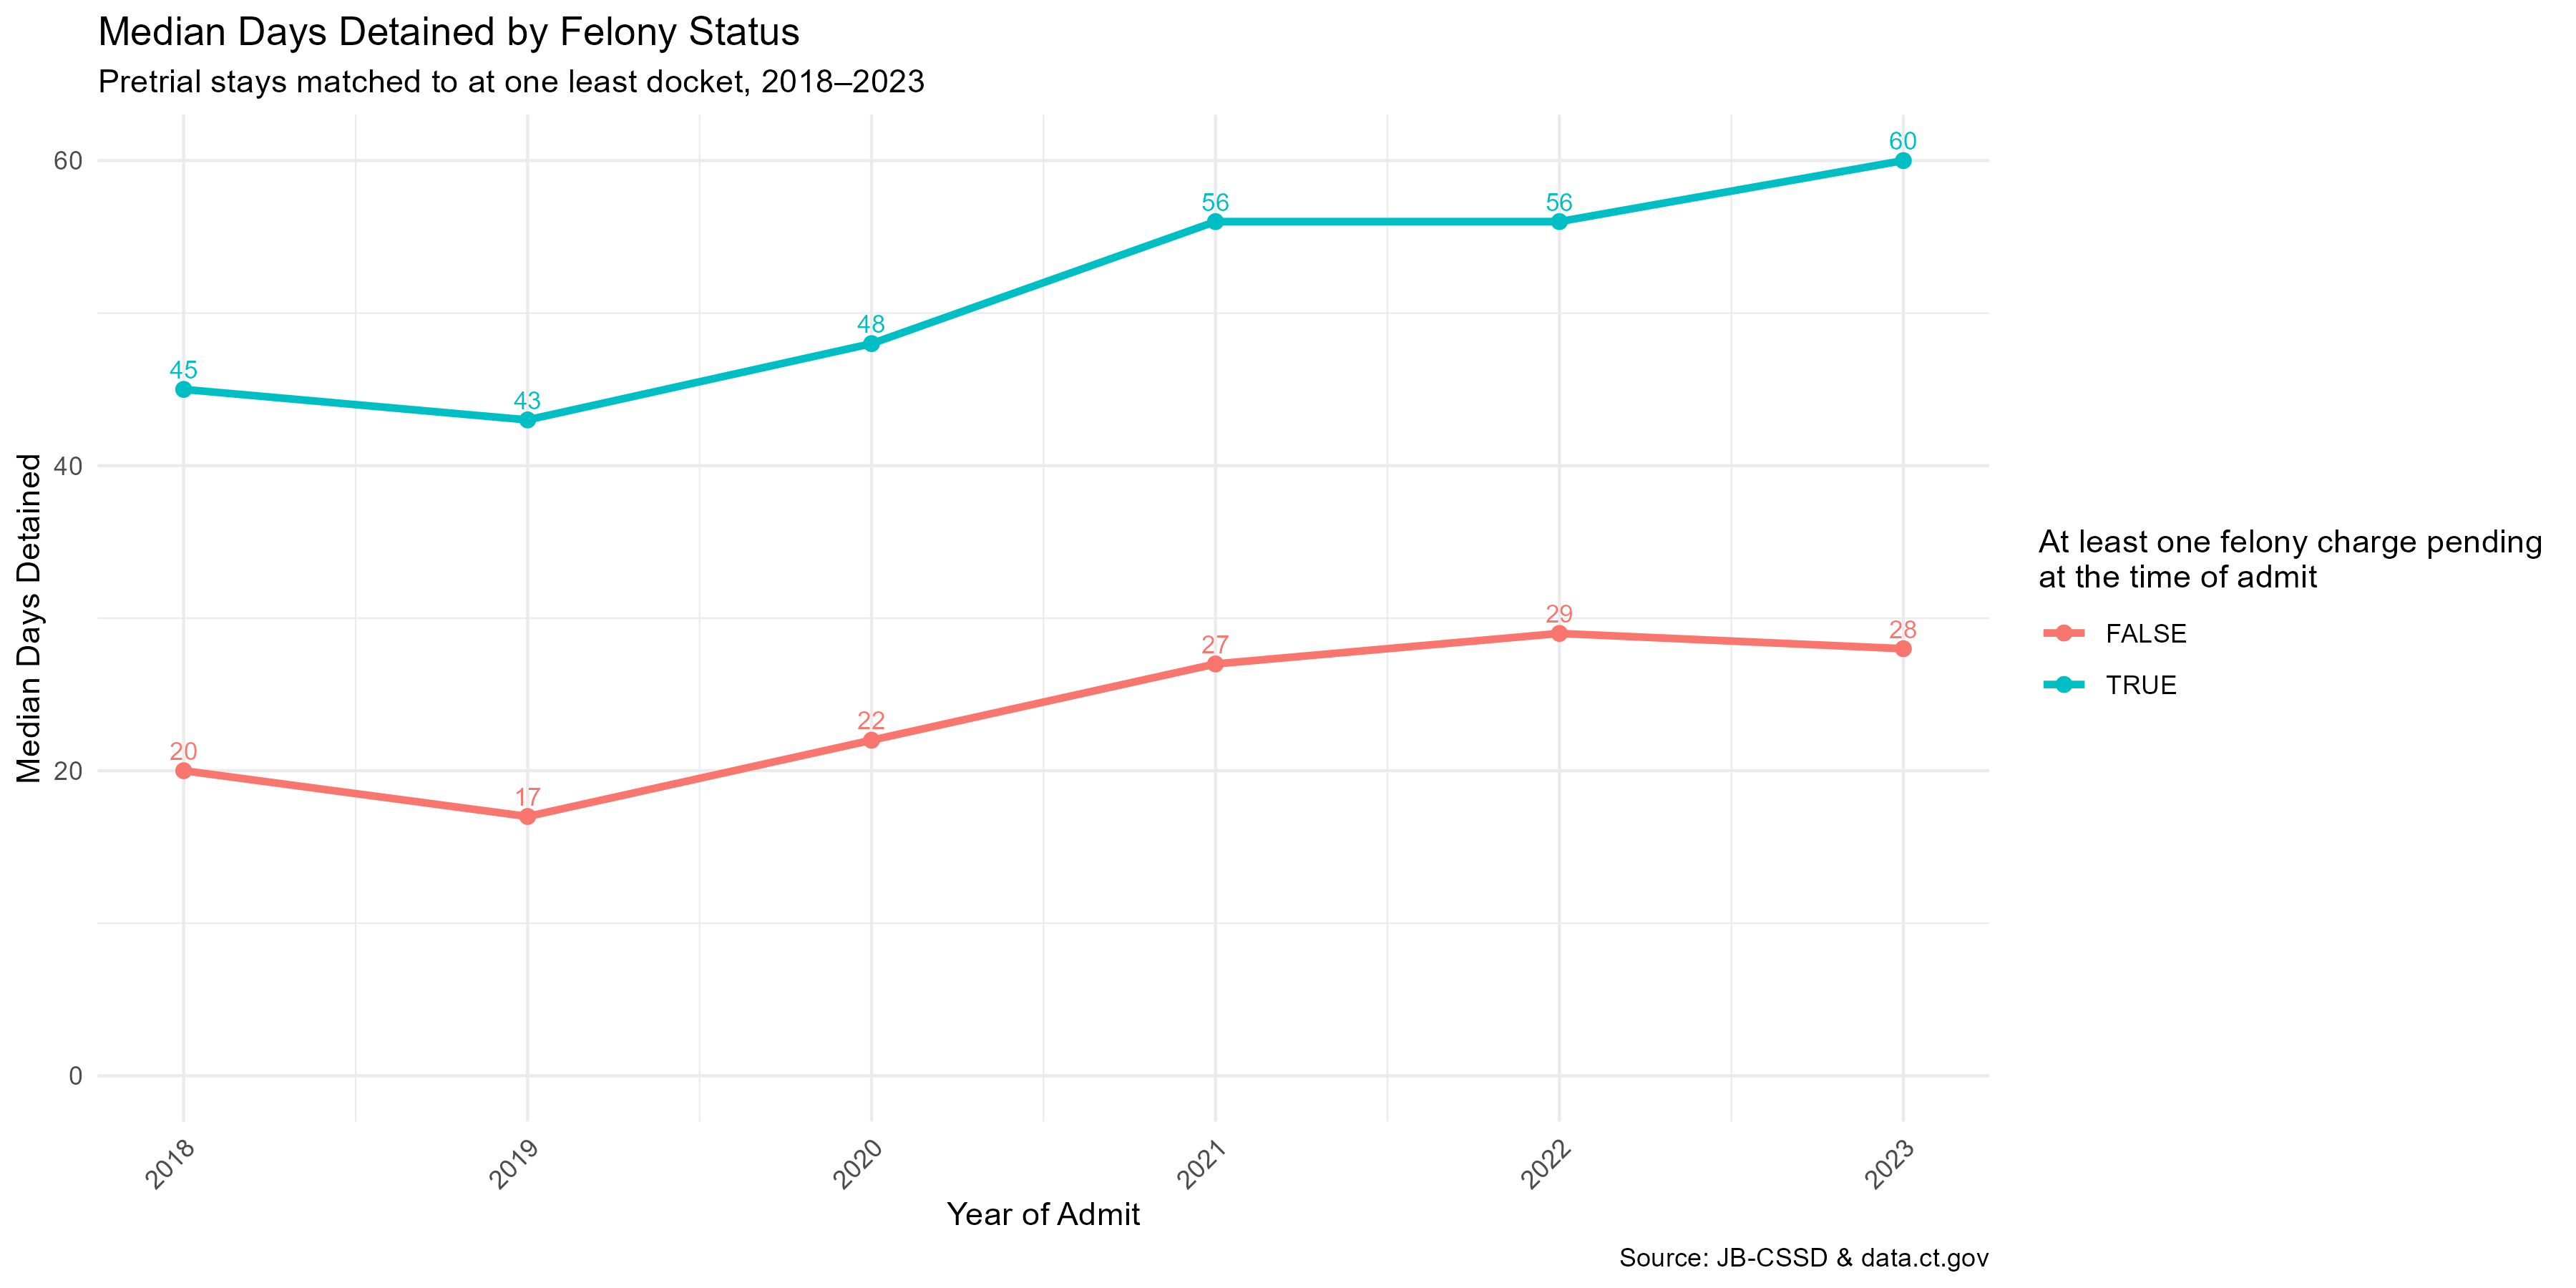 Median Days Detained by Felony Status
Pretrial stays matched to at one least docket, 2018–2023
Median Days Detained
60
40
20
0
45
43
48
56
56
60
20
17
22
27
29
28
2018
2019
2020
2021
2022
2023
Year of Admit
At least one felony charge pending
at the time of admit
FALSE
TRUE
Source: JB-CSSD & data.ct.gov